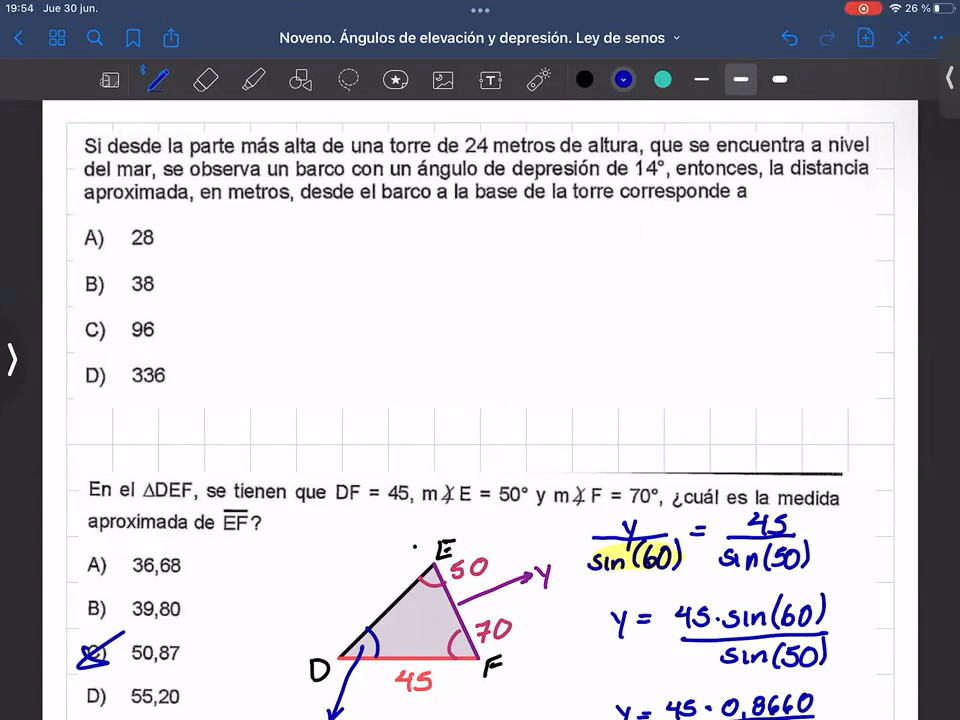 19:54 Jue 30 jun.
26 %
Noveno. Ángulos de elevación y depresión. Ley de senos
Si desde la parte más alta de una torre de 24 metros de altura, que se encuentra a nivel
del mar, se observa un barco con un ángulo de depresión de 14°, entonces, la distancia
aproximada, en metros, desde el barco a la base de la torre corresponde a
A) 28
B) 38
C) 96
D) 336
En el ΔDEF, se tienen que DF = 45, m∡E = 50° y m∡F = 70°, ¿cuál es la medida
aproximada de EF?
A) 36,68
B) 39,80
C) 50,87
D) 55,20
E
50
y
70
D
45
F
y/sin(60) = 45/sin(50)
y = 45·sin(60)/sin(50)
y = 45·0,8660